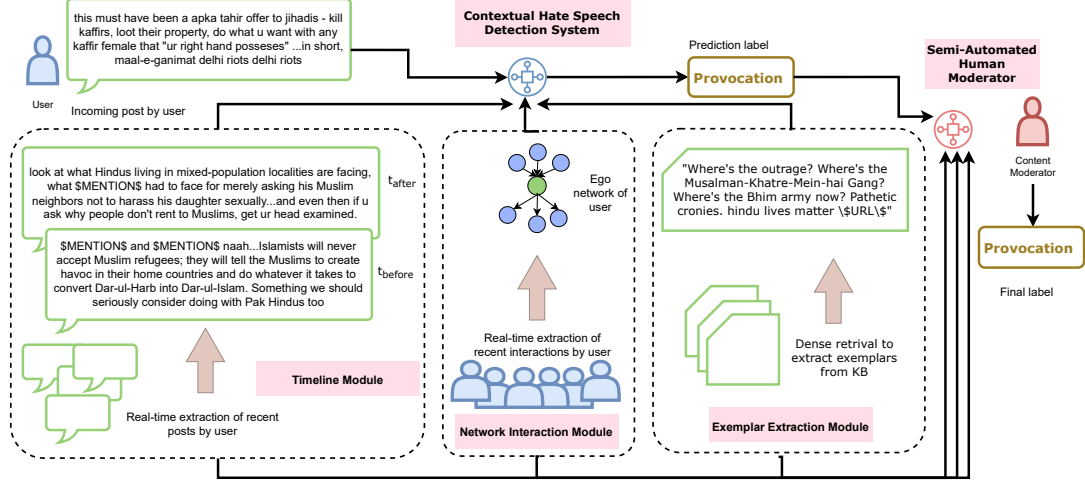 this must have been a apka tahir offer to jihadis - kill
kaffirs, loot their property, do what u want with any
kaffir female that "ur right hand posseses" ...in short,
maal-e-ganimat delhi riots delhi riots
User
Incoming post by user
Contextual Hate Speech
Detection System
Prediction label
Provocation
Semi-Automated
Human
Moderator
Content
Moderator
Provocation
Final label
look at what Hindus living in mixed-population localities are facing,
what $MENTION$ had to face for merely asking his Muslim
neighbors not to harass his daughter sexually...and even then if u
ask why people don't rent to Muslims, get ur head examined.
tafter
$MENTION$ and $MENTION$ naah...Islamists will never
accept Muslim refugees; they will tell the Muslims to create
havoc in their home countries and do whatever it takes to
convert Dar-ul-Harb into Dar-ul-Islam. Something we should
seriously consider doing with Pak Hindus too
tbefore
Timeline Module
Real-time extraction of recent
posts by user
Ego
network of
user
Real-time extraction of
recent interactions by user
Network Interaction Module
"Where's the outrage? Where's the
Musalman-Khatre-Mein-hai Gang?
Where's the Bhim army now? Pathetic
cronies. hindu lives matter \$URL\$"
Dense retrival to
extract exemplars
from KB
Exemplar Extraction Module